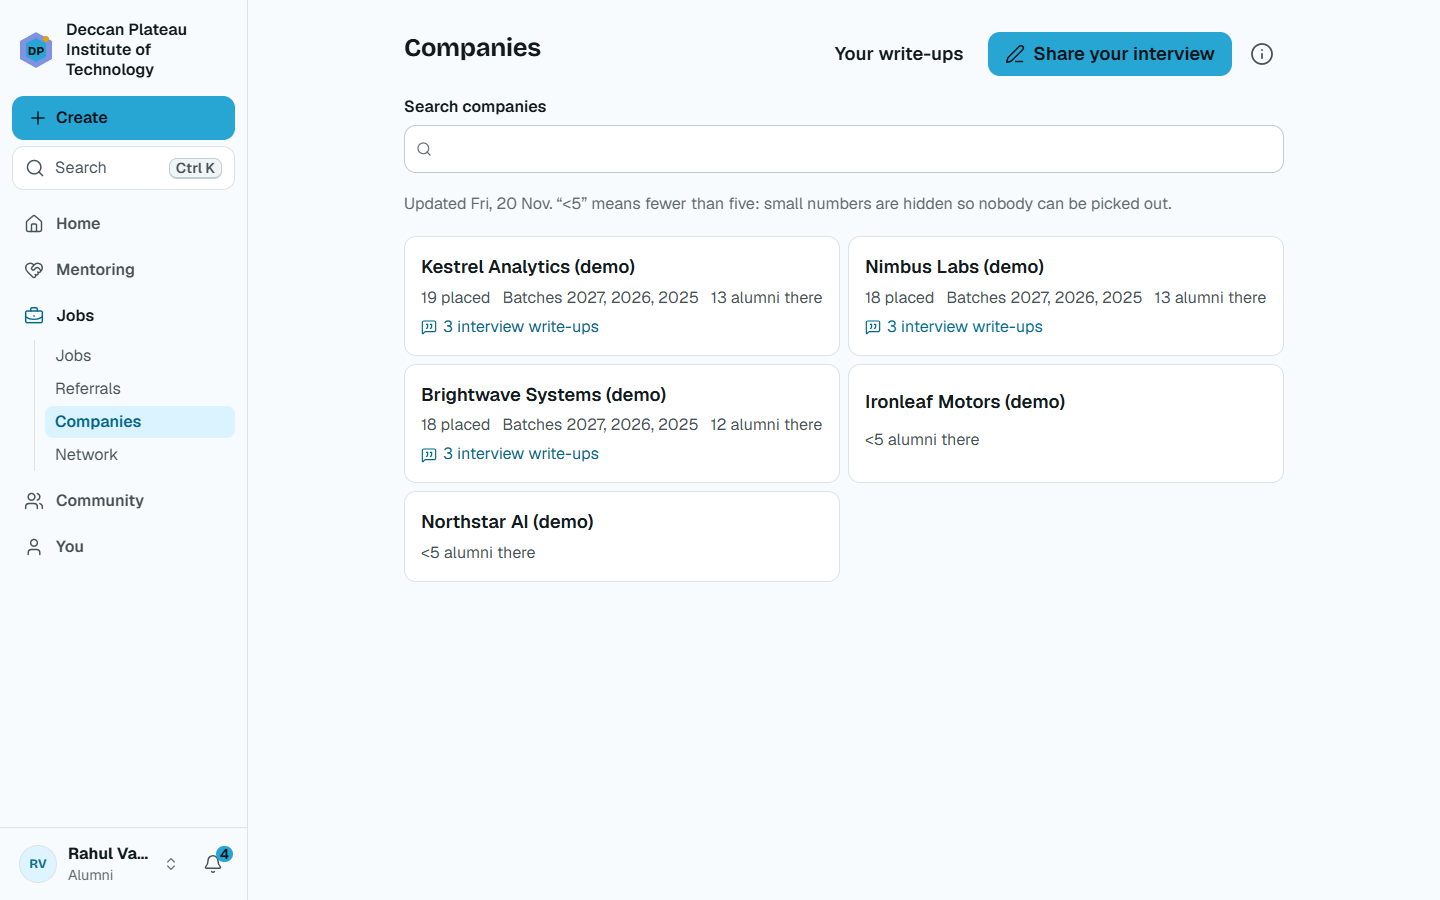 DP
Deccan Plateau
Institute of
Technology
Create
Search Ctrl K
Home
Mentoring
Jobs
Jobs
Referrals
Companies
Network
Community
You
RV
Rahul Va...
Alumni
4
Companies
Your write-ups
Share your interview
Search companies
Updated Fri, 20 Nov. “<5” means fewer than five: small numbers are hidden so nobody can be picked out.
Kestrel Analytics (demo)
19 placed Batches 2027, 2026, 2025 13 alumni there
3 interview write-ups
Nimbus Labs (demo)
18 placed Batches 2027, 2026, 2025 13 alumni there
3 interview write-ups
Brightwave Systems (demo)
18 placed Batches 2027, 2026, 2025 12 alumni there
3 interview write-ups
Ironleaf Motors (demo)
<5 alumni there
Northstar AI (demo)
<5 alumni there